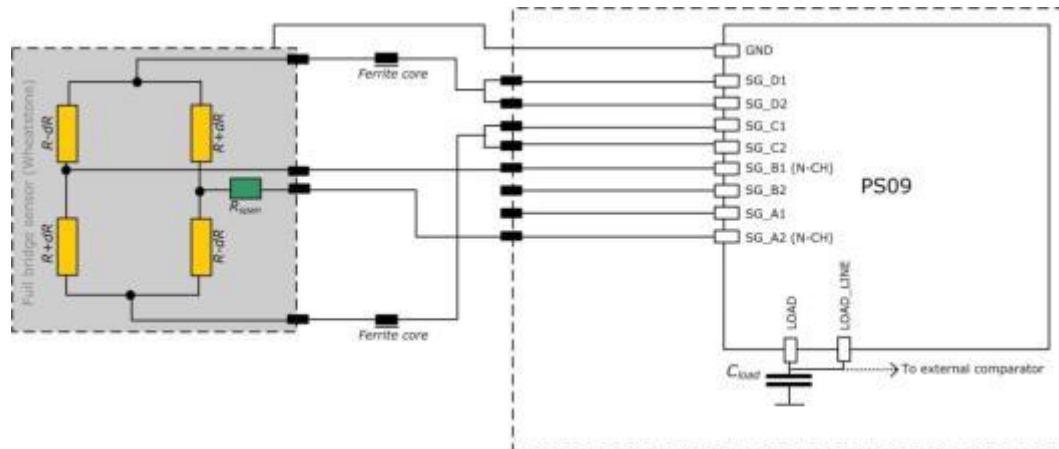 Full bridge sensor (Wheatstone)
R-dR
R+dR
R+dR
R-dR
Rspan
Ferrite core
Ferrite core
GND
SG_D1
SG_D2
SG_C1
SG_C2
SG_B1 (N-CH)
SG_B2
SG_A1
SG_A2 (N-CH)
PS09
LOAD
LOAD_LINE
Cload
To external comparator